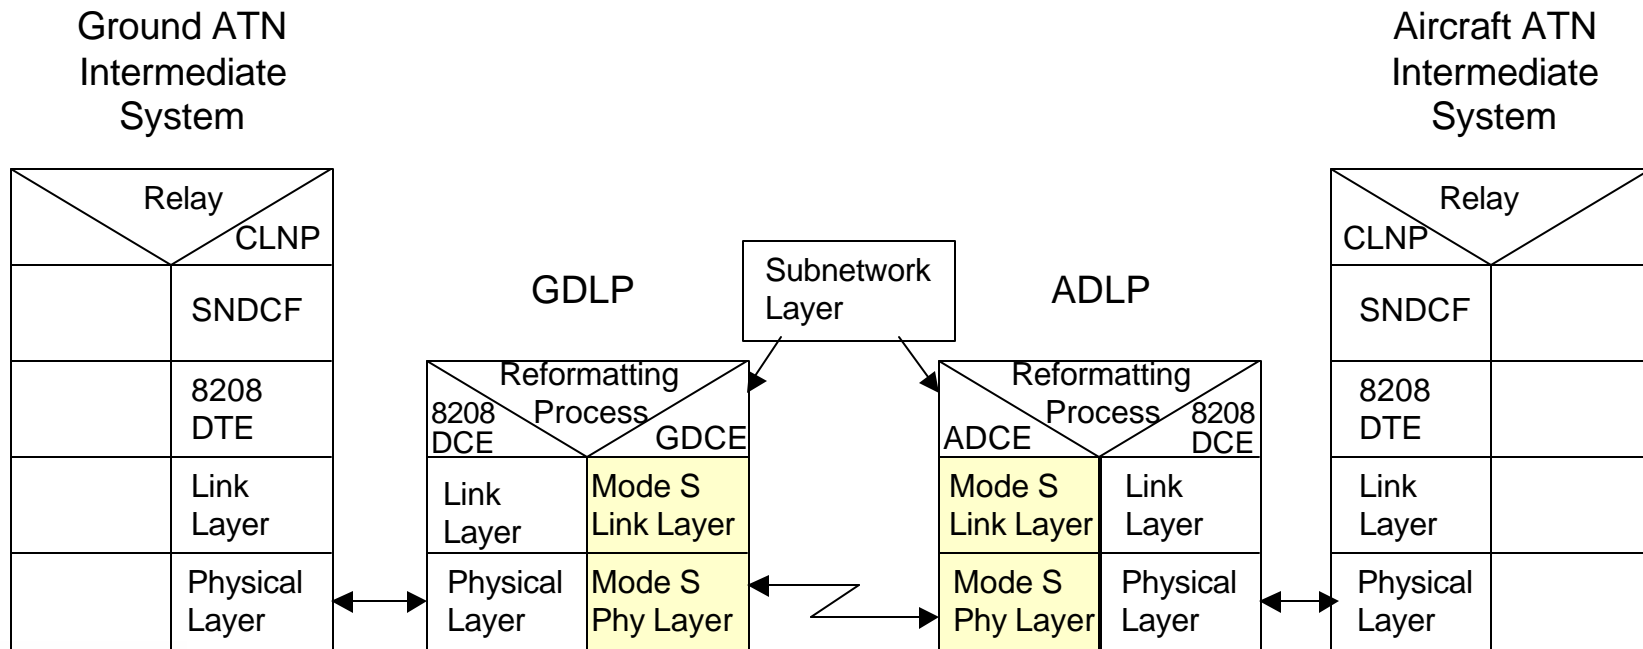 Ground ATN
Intermediate
System
Aircraft ATN
Intermediate
System
Relay
CLNP
SNDCF
8208
DTE
Link
Layer
Physical
Layer
GDLP
Reformatting
Process
8208
DCE
GDCE
Link
Layer
Mode S
Link Layer
Physical
Layer
Mode S
Phy Layer
Subnetwork
Layer
ADLP
Reformatting
Process
ADCE
8208
DCE
Mode S
Link Layer
Link
Layer
Mode S
Phy Layer
Physical
Layer
Relay
CLNP
SNDCF
8208
DTE
Link
Layer
Physical
Layer